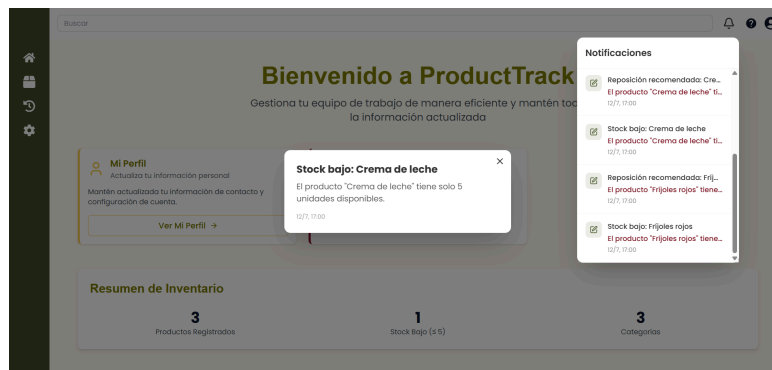 Buscar
Bienvenido a ProductTrack
Gestiona tu equipo de trabajo de manera eficiente y mantén tod
la información actualizada
Mi Perfil
Actualiza tu información personal
Mantén actualizada tu información de contacto y
configuración de cuenta.
Ver Mi Perfil →
Stock bajo: Crema de leche
El producto "Crema de leche" tiene solo 5
unidades disponibles.
12/7, 17:00
Notificaciones
Reposición recomendada: Cre...
El producto "Crema de leche" ti...
12/7, 17:00
Stock bajo: Crema de leche
El producto "Crema de leche" ti...
12/7, 17:00
Reposición recomendada: Frij...
El producto "Frijoles rojos" tiene...
12/7, 17:00
Stock bajo: Frijoles rojos
El producto "Frijoles rojos" tiene...
12/7, 17:00
Resumen de Inventario
3
Productos Registrados
1
Stock Bajo (≤ 5)
3
Categorías